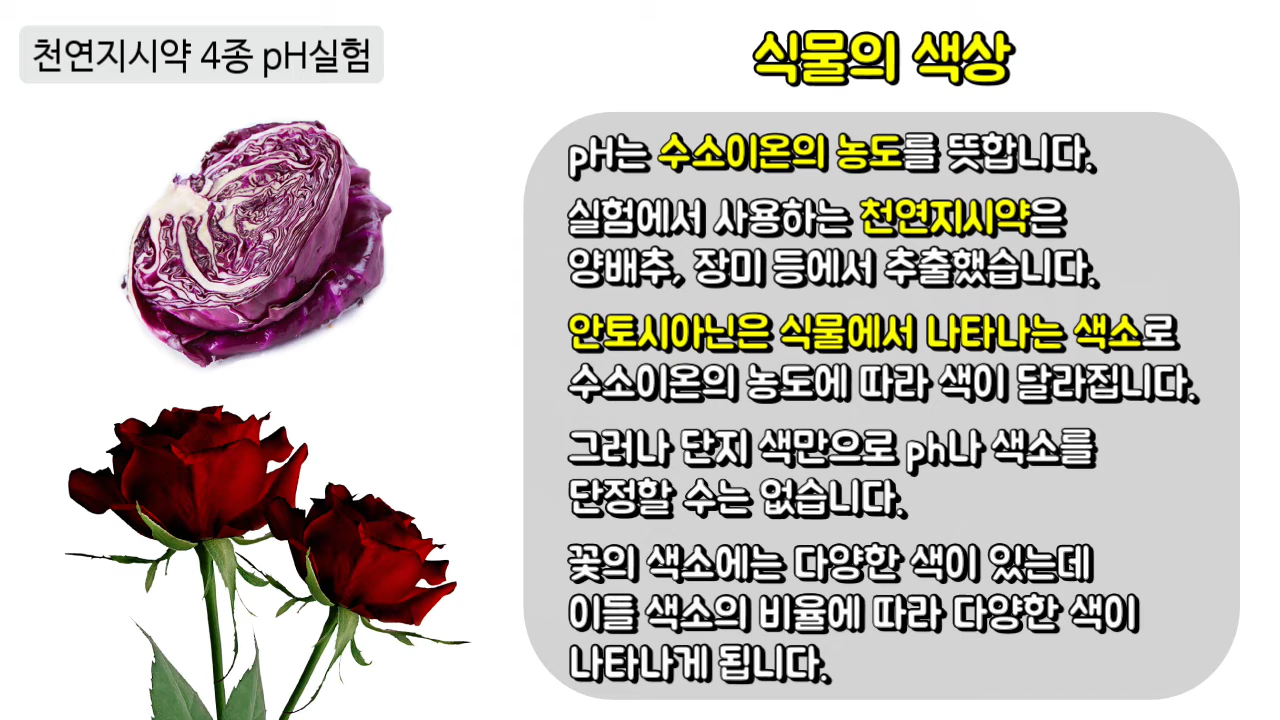 천연지시약 4종 pH실험
식물의 색상
pH는 수소이온의 농도를 뜻합니다.
실험에서 사용하는 천연지시약은
양배추, 장미 등에서 추출했습니다.
안토시아닌은 식물에서 나타나는 색소로
수소이온의 농도에 따라 색이 달라집니다.
그러나 단지 색만으로 ph나 색소를
단정할 수는 없습니다.
꽃의 색소에는 다양한 색이 있는데
이들 색소의 비율에 따라 다양한 색이
나타나게 됩니다.